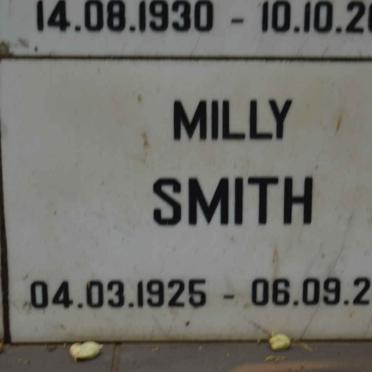 14.08.1930 - 10.10.2
MILLY
SMITH
04.03.1925 - 06.09.2